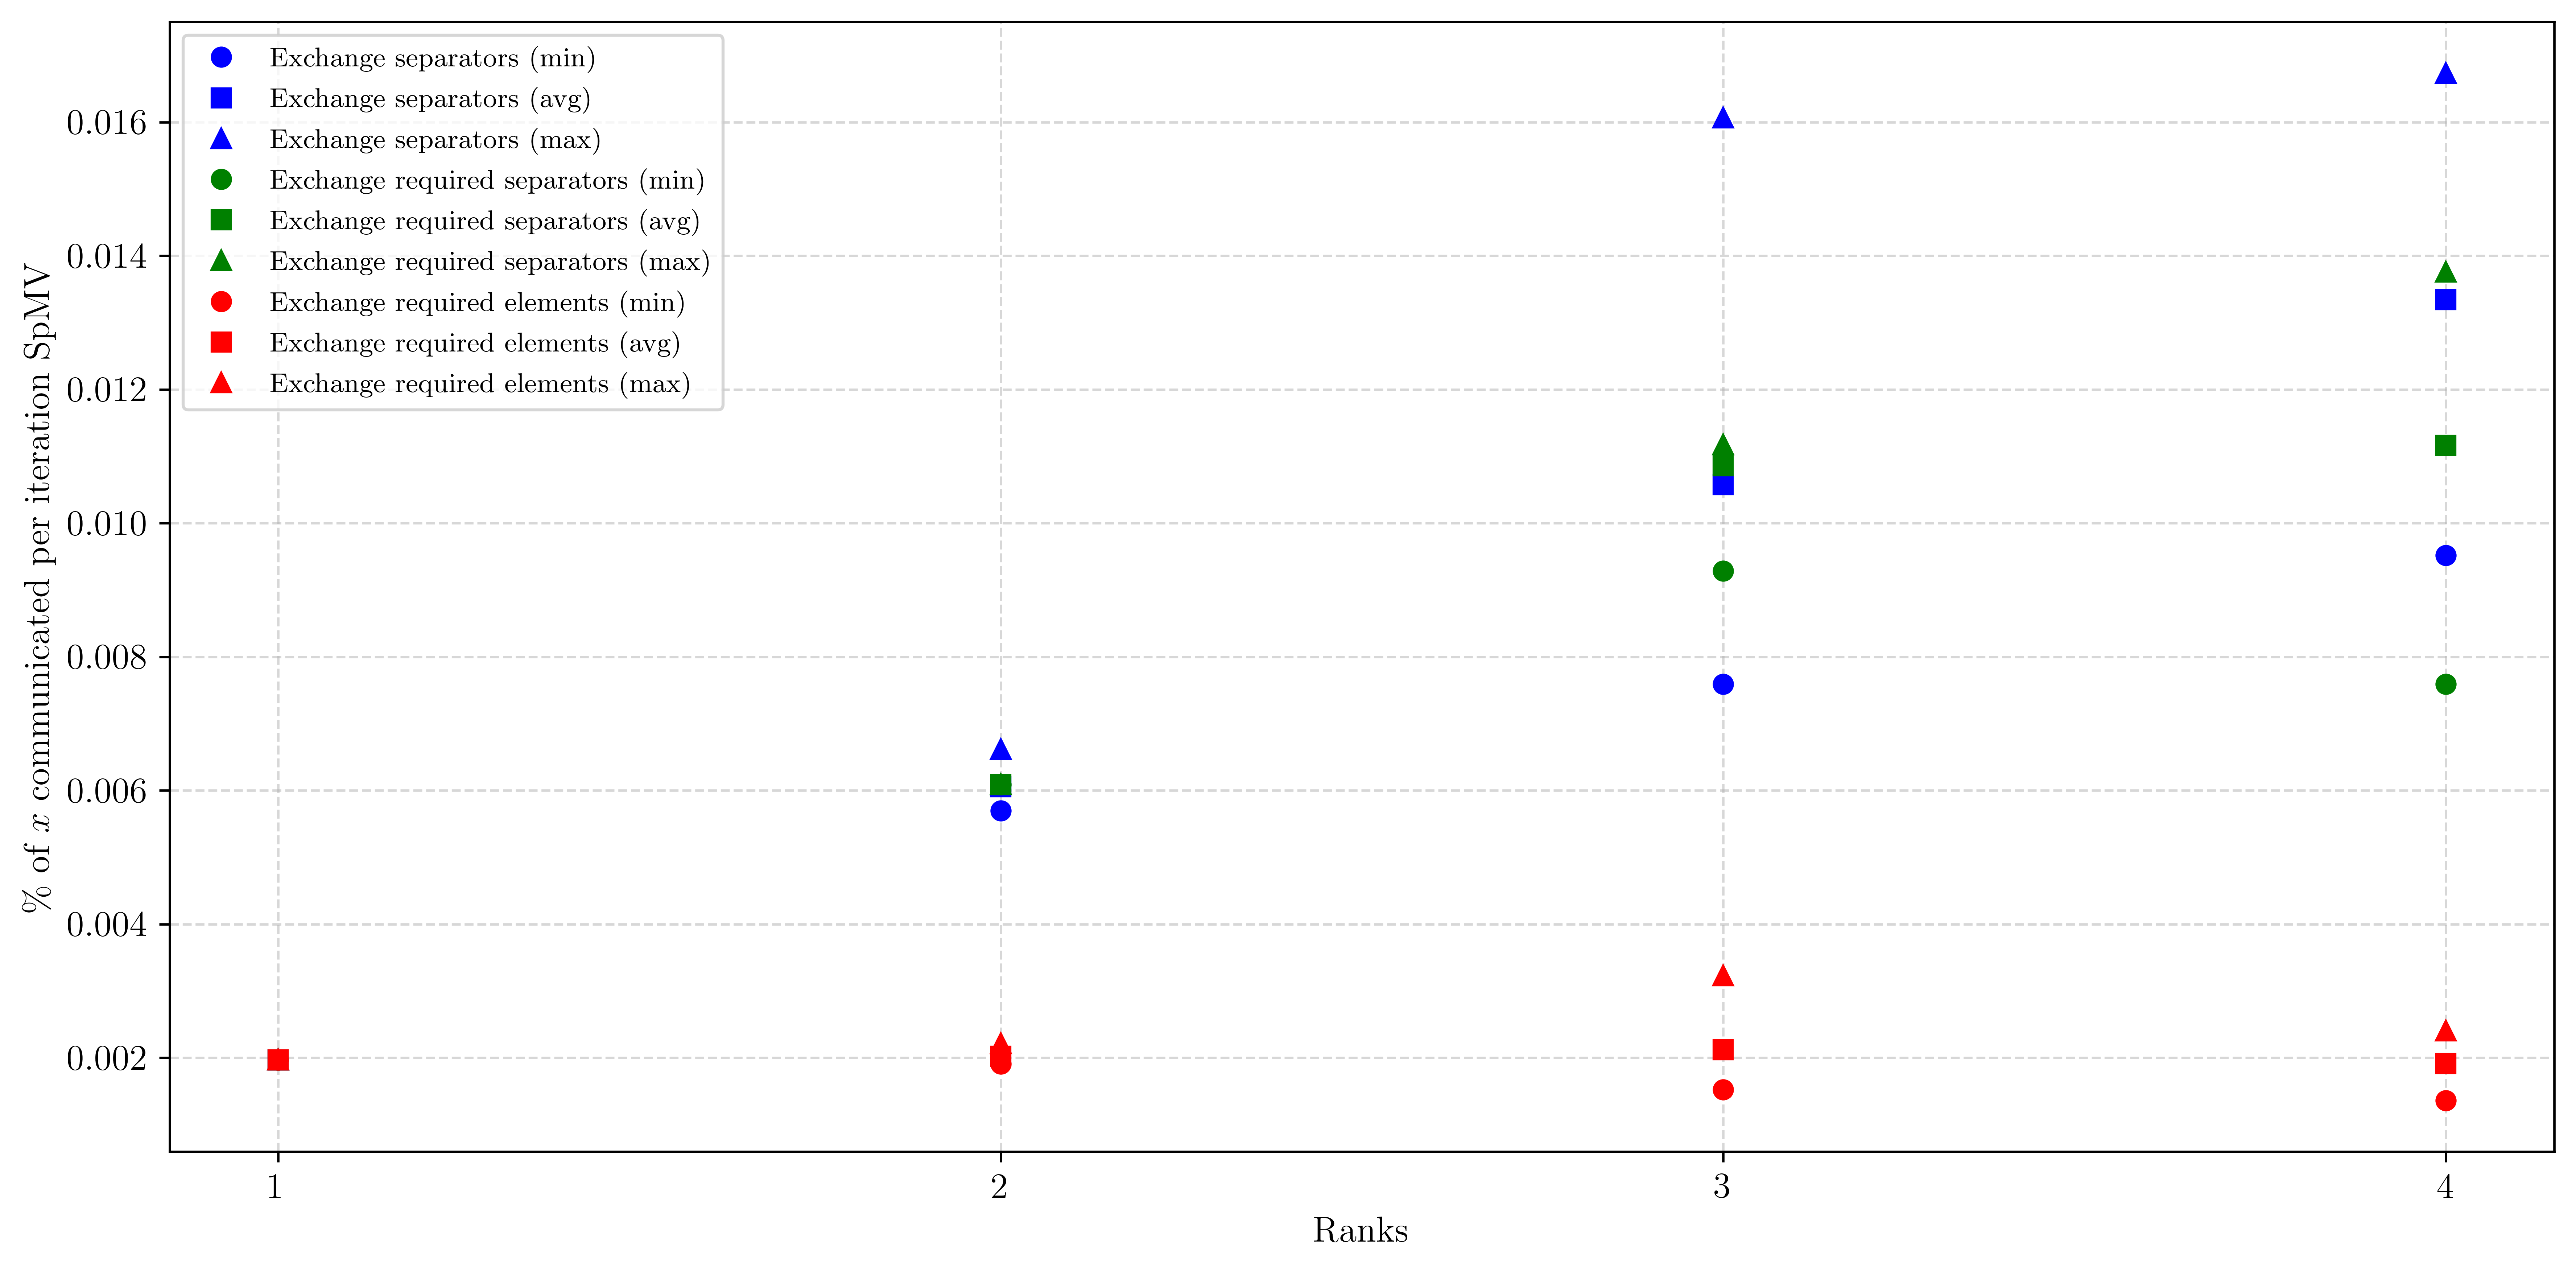 Exchange separators (min)
Exchange separators (avg)
Exchange separators (max)
Exchange required separators (min)
Exchange required separators (avg)
Exchange required separators (max)
Exchange required elements (min)
Exchange required elements (avg)
Exchange required elements (max)
% of x communicated per iteration SpMV
0.016
0.014
0.012
0.010
0.008
0.006
0.004
0.002
1 2 3 4
Ranks